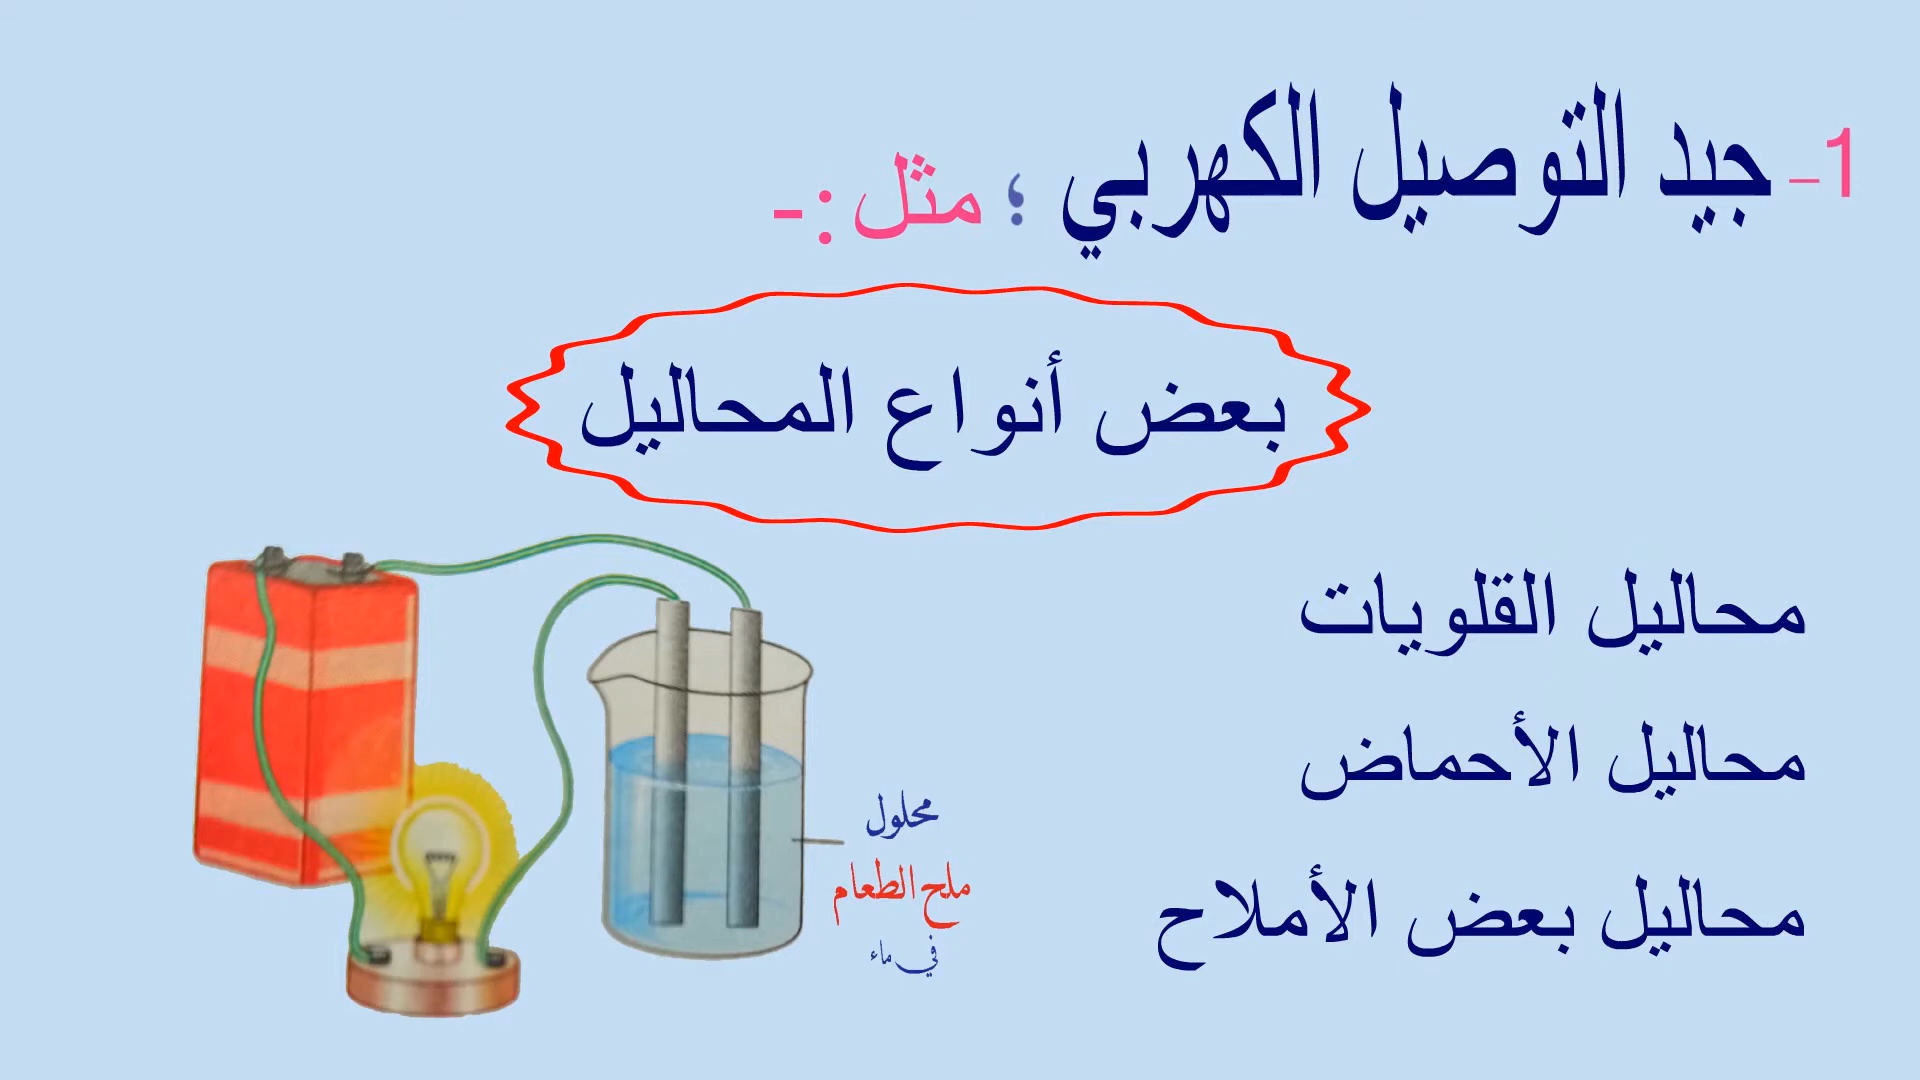 1- جيد التوصيل الكهربي ؛ مثل :-
بعض أنواع المحاليل
محاليل القلويات
محاليل الأحماض
محاليل بعض الأملاح
محلول
ملح الطعام
في ماء